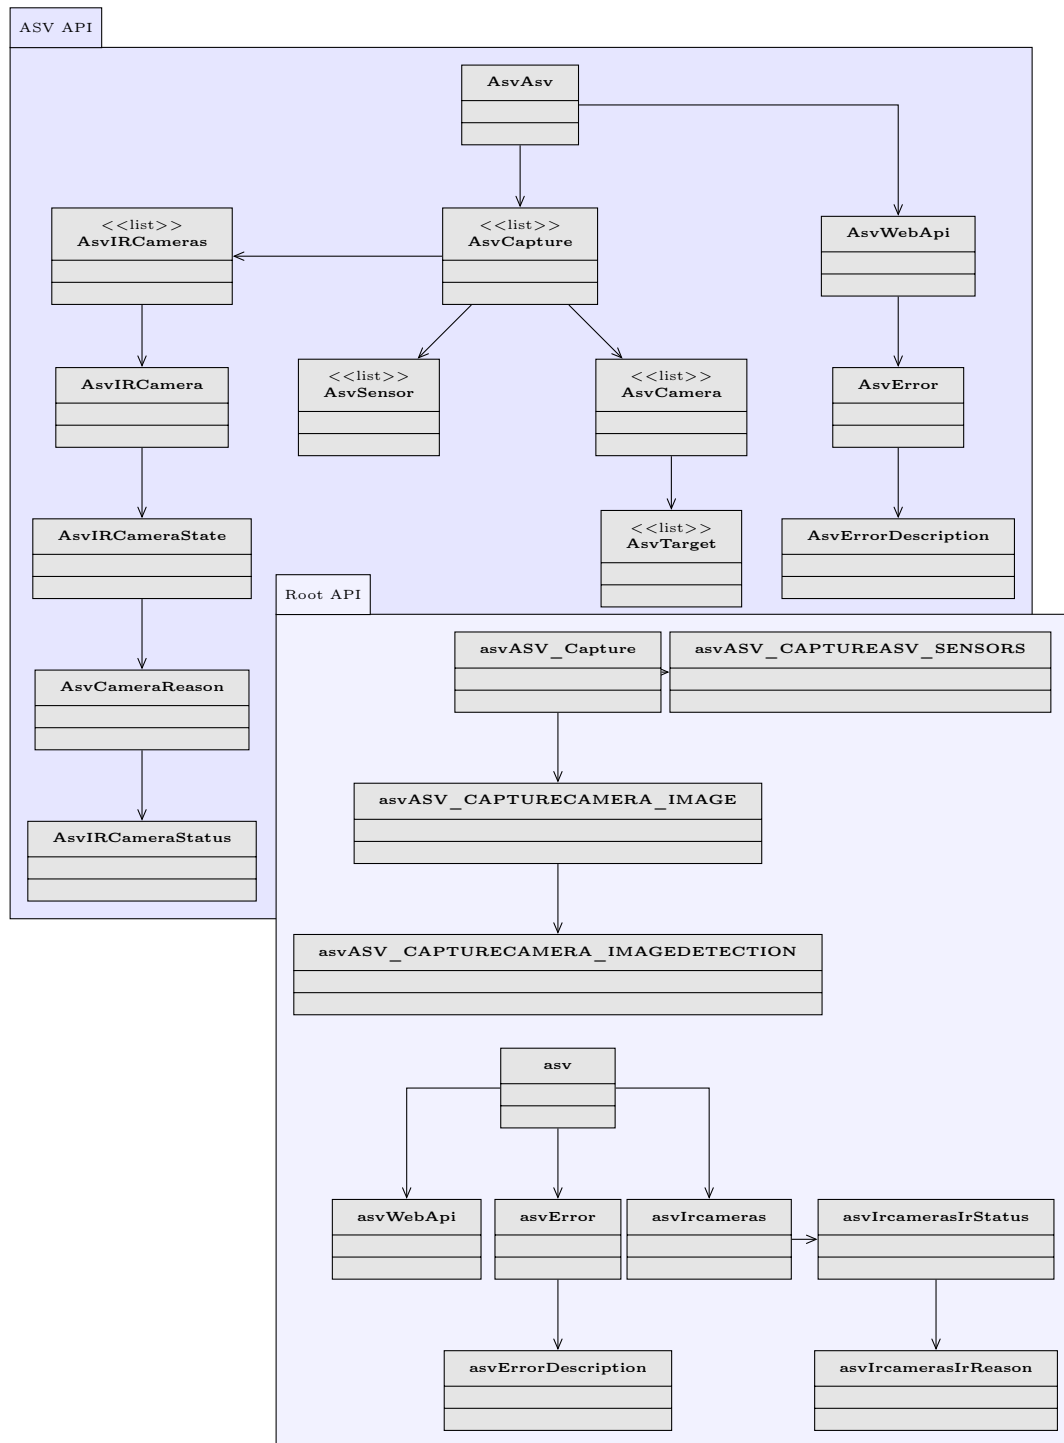 ASV API
AsvAsv
<<list>>
AsvIRCameras
<<list>>
AsvCapture
AsvWebApi
AsvIRCamera
<<list>>
AsvSensor
<<list>>
AsvCamera
AsvError
AsvIRCameraState
<<list>>
AsvTarget
AsvErrorDescription
Root API
asvASV_Capture
asvASV_CAPTUREASV_SENSORS
AsvCameraReason
asvASV_CAPTURECAMERA_IMAGE
AsvIRCameraStatus
asvASV_CAPTURECAMERA_IMAGEDETECTION
asv
asvWebApi
asvError
asvIrcameras
asvIrcamerasIrStatus
asvErrorDescription
asvIrcamerasIrReason